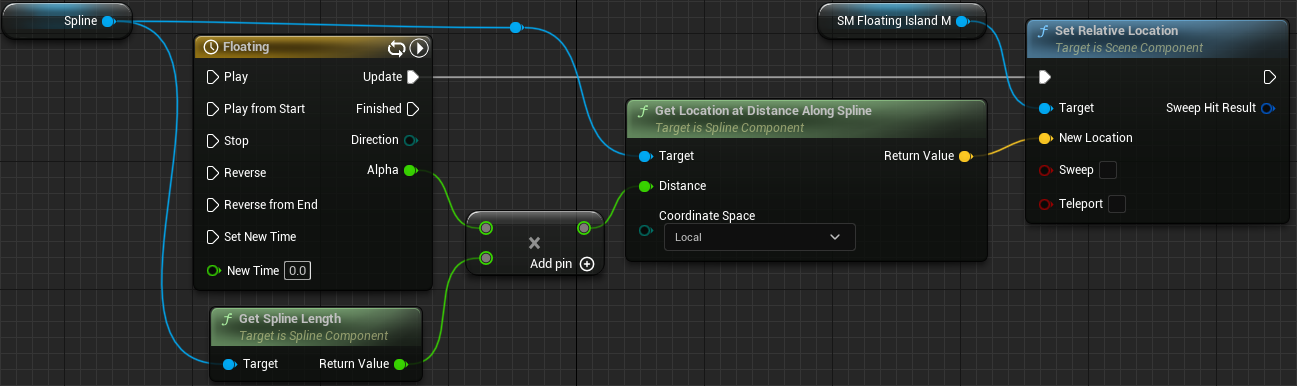 Spline
SM Floating Island M
Floating
Play
Update
Play from Start
Finished
Stop
Direction
Reverse
Alpha
Reverse from End
Set New Time
New Time 0.0
Add pin
f Get Spline Length
Target is Spline Component
Target
Return Value
f Get Location at Distance Along Spline
Target is Spline Component
Target
Return Value
Distance
Coordinate Space
Local
f Set Relative Location
Target is Scene Component
Target
Sweep Hit Result
New Location
Sweep
Teleport